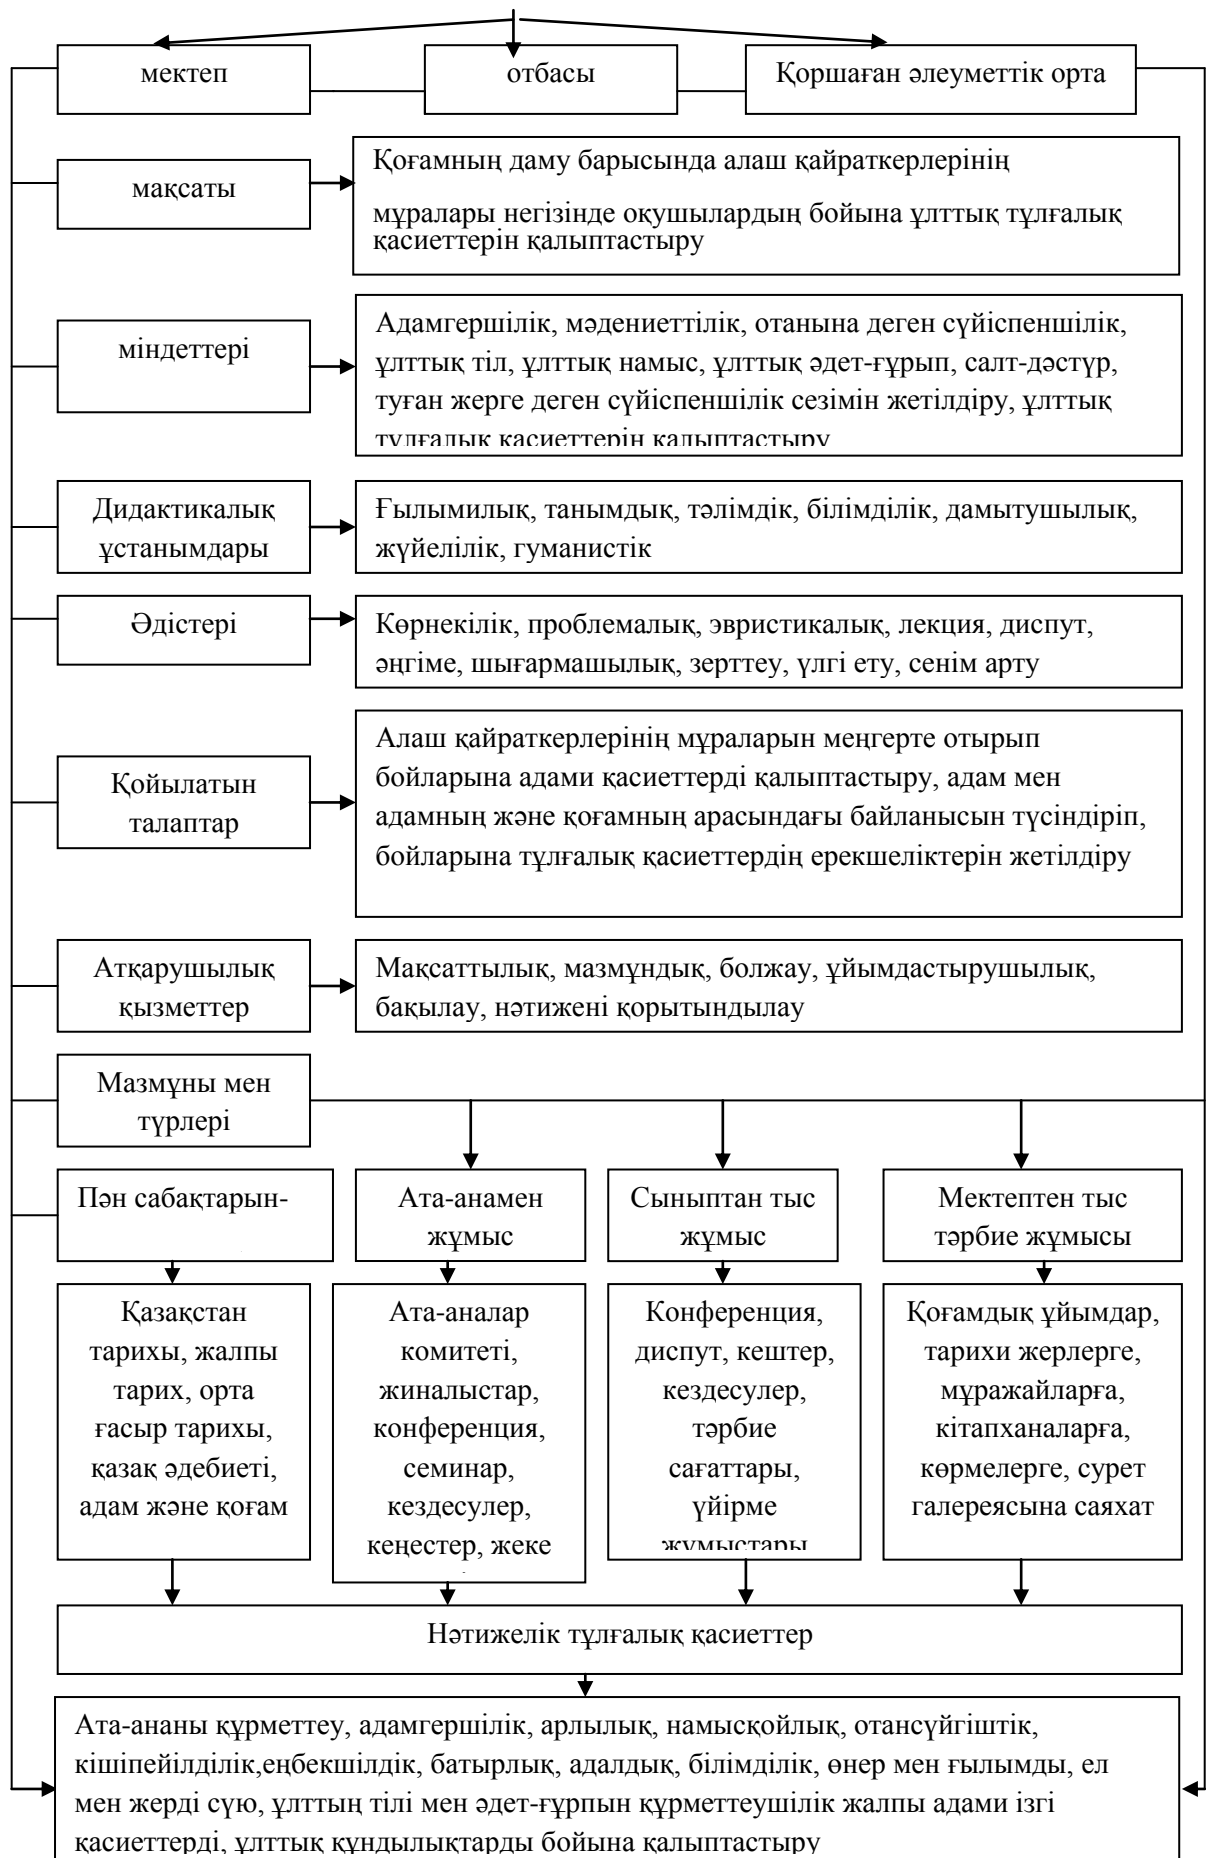 мектеп
отбасы
Қоршаған әлеуметтік орта
мақсаты
Қоғамның даму барысында алаш қайраткерлерінің
мұралары негізінде оқушылардың бойына ұлттық тұлғалық
қасиеттерін қалыптастыру
міндеттері
Адамгершілік, мәдениеттілік, отанына деген сүйіспеншілік,
ұлттық тіл, ұлттық намыс, ұлттық әдет-ғұрып, салт-дәстүр,
туған жерге деген сүйіспеншілік сезімін жетілдіру, ұлттық
тұлғалық қасиеттерін қалыптастыру
Дидактикалық
ұстанымдары
Ғылымилық, танымдық, тәлімдік, білімділік, дамытушылық,
жүйелілік, гуманистік
Әдістері
Көрнекілік, проблемалық, эвристикалық, лекция, диспут,
әңгіме, шығармашылық, зерттеу, үлгі ету, сенім арту
Қойылатын
талаптар
Алаш қайраткерлерінің мұраларын меңгерте отырып
бойларына адами қасиеттерді қалыптастыру, адам мен
адамның және қоғамның арасындағы байланысын түсіндіріп,
бойларына тұлғалық қасиеттердің ерекшеліктерін жетілдіру
Атқарушылық
қызметтер
Мақсаттылық, мазмұндық, болжау, ұйымдастырушылық,
бақылау, нәтижені қорытындылау
Мазмұны мен
түрлері
Пән сабақтарын-
Ата-анамен
жұмыс
Сыныптан тыс
жұмыс
Мектептен тыс
тәрбие жұмысы
Қазақстан
тарихы, жалпы
тарих, орта
ғасыр тарихы,
қазақ әдебиеті,
адам және қоғам
Ата-аналар
комитеті,
жиналыстар,
конференция,
семинар,
кездесулер,
кеңестер, жеке
Конференция,
диспут, кештер,
кездесулер,
тәрбие
сағаттары,
үйірме
жұмыстары
Қоғамдық ұйымдар,
тарихи жерлерге,
мұражайларға,
кітапханаларға,
көрмелерге, сурет
галереясына саяхат
Нәтижелік тұлғалық қасиеттер
Ата-ананы құрметтеу, адамгершілік, арлылық, намысқойлық, отансүйгіштік,
кішіпейілділік,еңбекшілдік, батырлық, адалдық, білімділік, өнер мен ғылымды, ел
мен жерді сүю, ұлттың тілі мен әдет-ғұрпын құрметтеушілік жалпы адами ізгі
қасиеттерді, ұлттық құндылықтарды бойына қалыптастыру